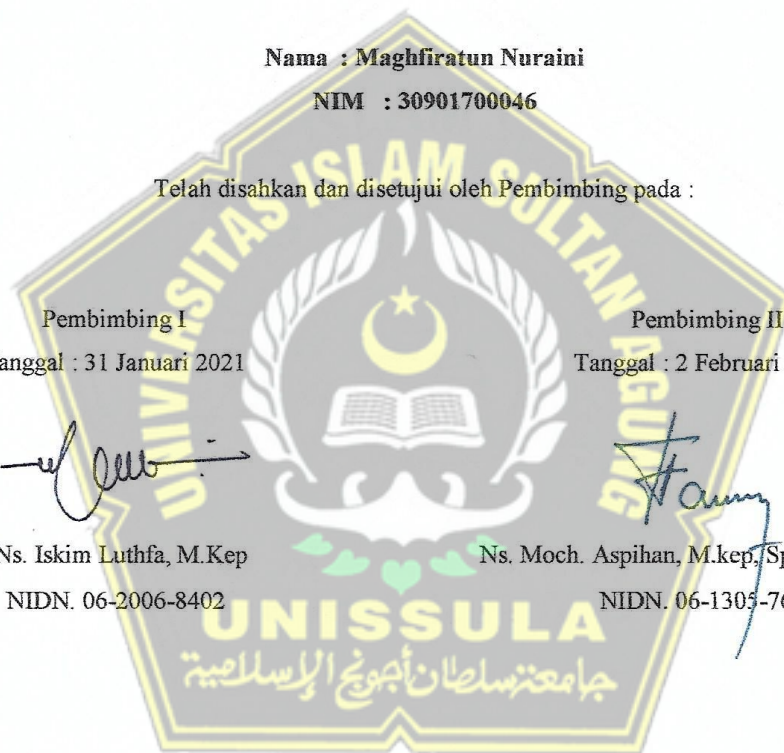 Nama : Maghfiratun Nuraini
NIM : 30901700046
UNIVERSITAS ISLAM SULTAN AGUNG
Telah disahkan dan disetujui oleh Pembimbing pada :
Pembimbing I
anggal : 31 Januari 2021
Ns. Iskim Luthfa, M.Kep
NIDN. 06-2006-8402
Pembimbing II
Tanggal : 2 Februari
Ns. Moch. Aspihan, M.kep, Sp
NIDN. 06-1305-76
UNISSULA
جامعة سلطان أجونج الإسلامية